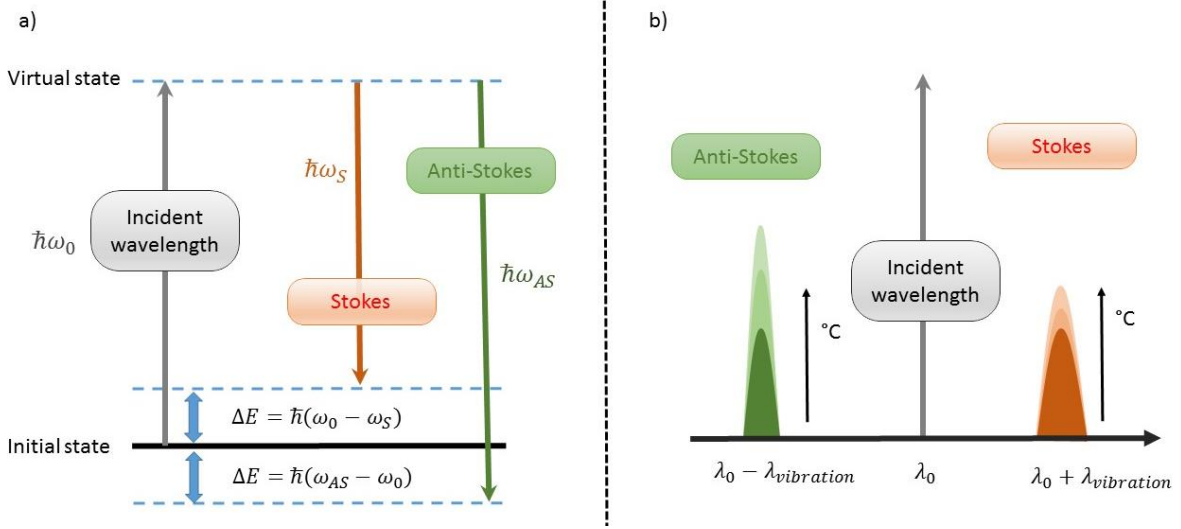 a)
Virtual state
ħω_S
Anti-Stokes
Incident
wavelength
ħω_0
ħω_AS
Stokes
ΔE = ħ(ω_0 − ω_S)
Initial state
ΔE = ħ(ω_AS − ω_0)
b)
Anti-Stokes
Stokes
Incident
wavelength
°C
°C
λ_0 − λ_vibration
λ_0
λ_0 + λ_vibration